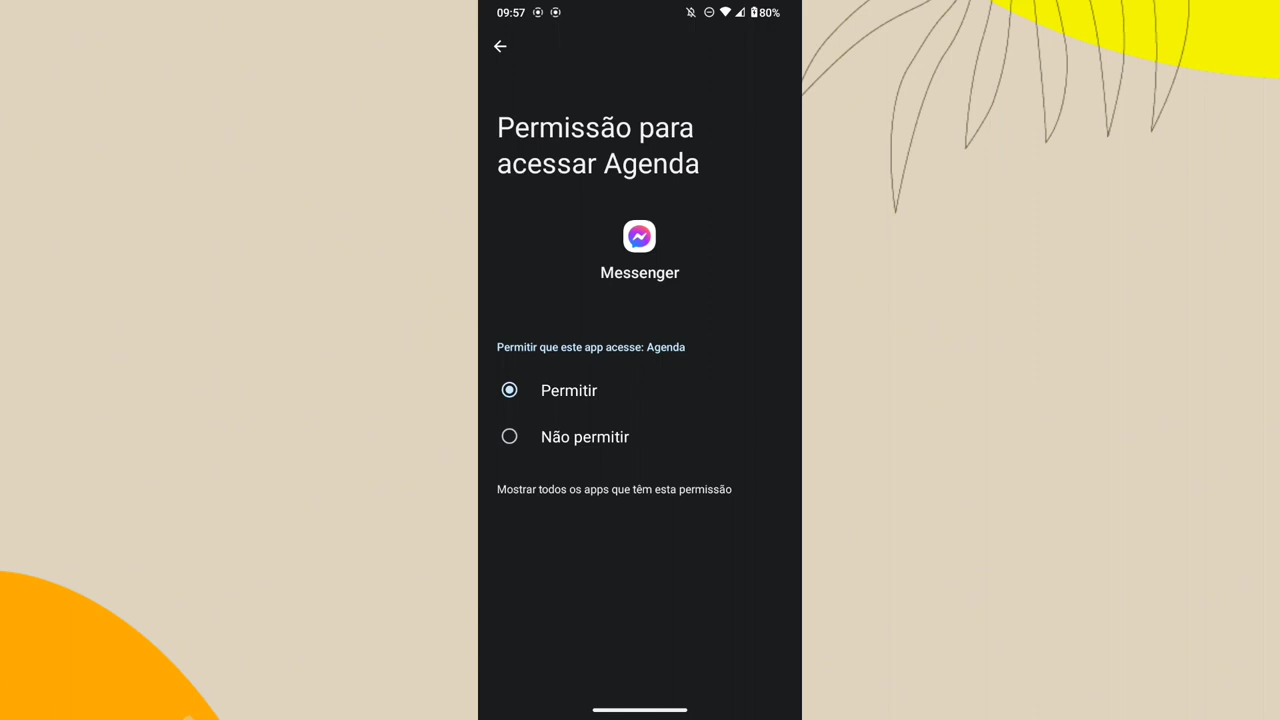 09:57
80%
Permissão para
acessar Agenda
Messenger
Permitir que este app acesse: Agenda
Permitir
Não permitir
Mostrar todos os apps que têm esta permissão